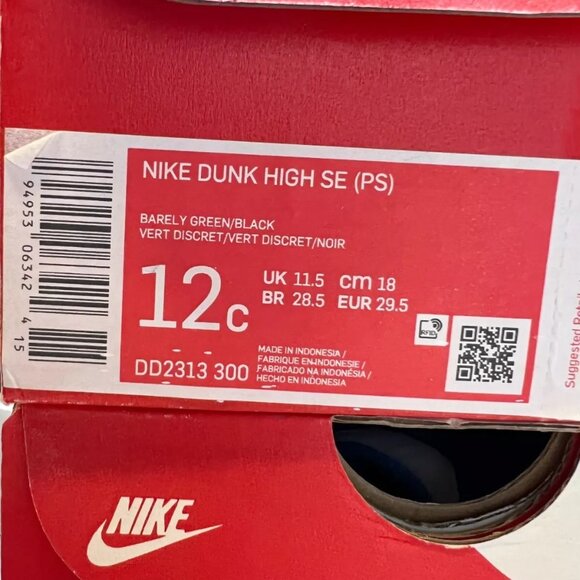 NIKE DUNK HIGH SE (PS)
BARELY GREEN/BLACK
VERT DISCRET/VERT DISCRET/NOIR
12c
UK 11.5 cm 18
BR 28.5 EUR 29.5
RFID
DD2313 300
MADE IN INDONESIA /
FABRIQUE EN INDONESIE /
FABRICADO NA INDONÉSIA /
HECHO EN INDONESIA
94953 06342 4 15
Suggested
NIKE